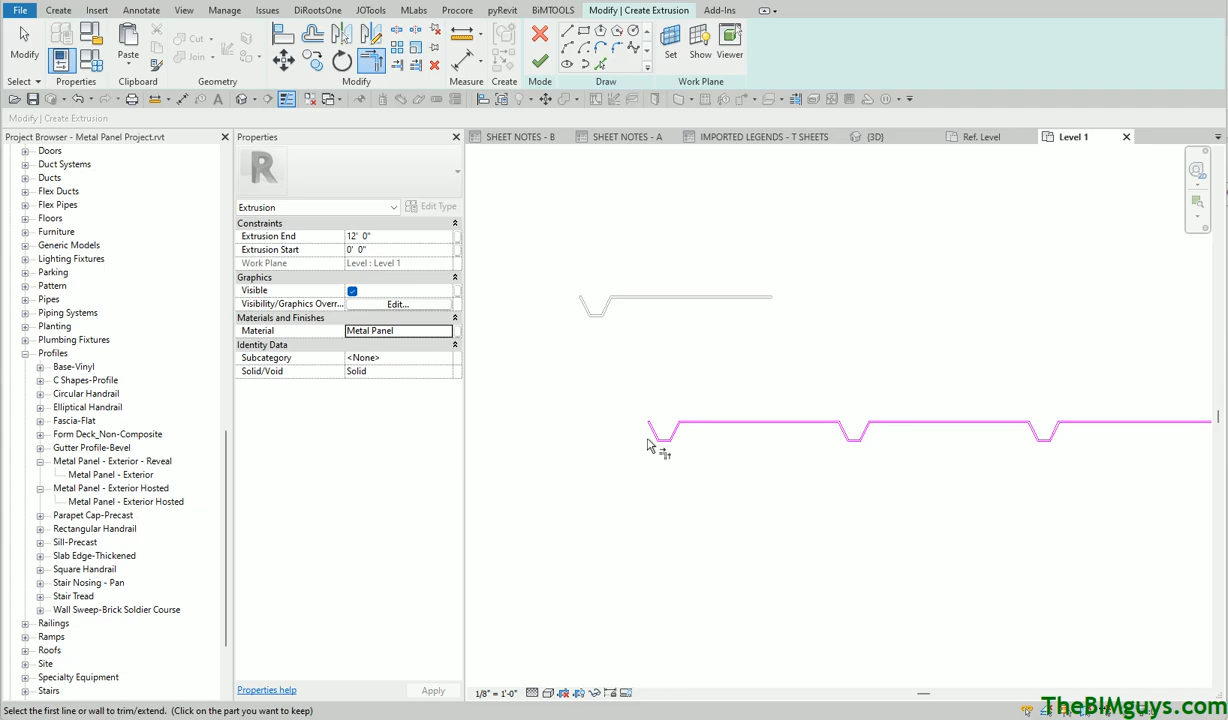 File Create Insert Annotate View Manage Issues DiRootsOne JOTools MLabs Procore pyRevit BiMTOOLS Modify | Create Extrusion Add-Ins
Modify Paste Cut Join Set Show Viewer
Select Properties Clipboard Geometry Modify Measure Create Mode Draw Work Plane
Modify | Create Extrusion
Project Browser - Metal Panel Project.rvt
Doors
Duct Systems
Ducts
Flex Ducts
Flex Pipes
Floors
Furniture
Generic Models
Lighting Fixtures
Parking
Pattern
Pipes
Piping Systems
Planting
Plumbing Fixtures
Profiles
Base-Vinyl
C Shapes-Profile
Circular Handrail
Elliptical Handrail
Fascia-Flat
Form Deck_Non-Composite
Gutter Profile-Bevel
Metal Panel - Exterior - Reveal
Metal Panel - Exterior
Metal Panel - Exterior Hosted
Metal Panel - Exterior Hosted
Parapet Cap-Precast
Rectangular Handrail
Sill-Precast
Slab Edge-Thickened
Square Handrail
Stair Nosing - Pan
Stair Tread
Wall Sweep-Brick Soldier Course
Railings
Ramps
Roofs
Site
Specialty Equipment
Stairs
Properties
R
Extrusion Edit Type
Constraints
Extrusion End 12' 0"
Extrusion Start 0' 0"
Work Plane Level : Level 1
Graphics
Visible
Visibility/Graphics Overr... Edit...
Materials and Finishes
Material Metal Panel
Identity Data
Subcategory <None>
Solid/Void Solid
Properties help Apply
SHEET NOTES - B SHEET NOTES - A IMPORTED LEGENDS - T SHEETS {3D} Ref. Level Level 1
2D
1/8" = 1'-0"
Select the first line or wall to trim/extend. (Click on the part you want to keep)
TheBIMguys.com